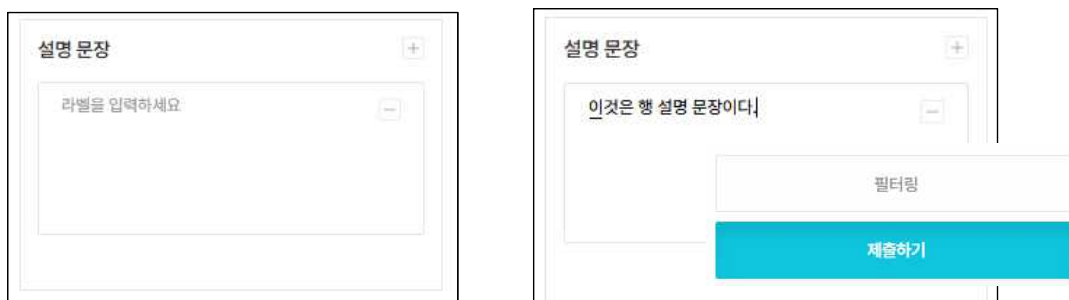 설명 문장
라벨을 입력하세요
설명 문장
이것은 행 설명 문장이다.
필터링
제출하기